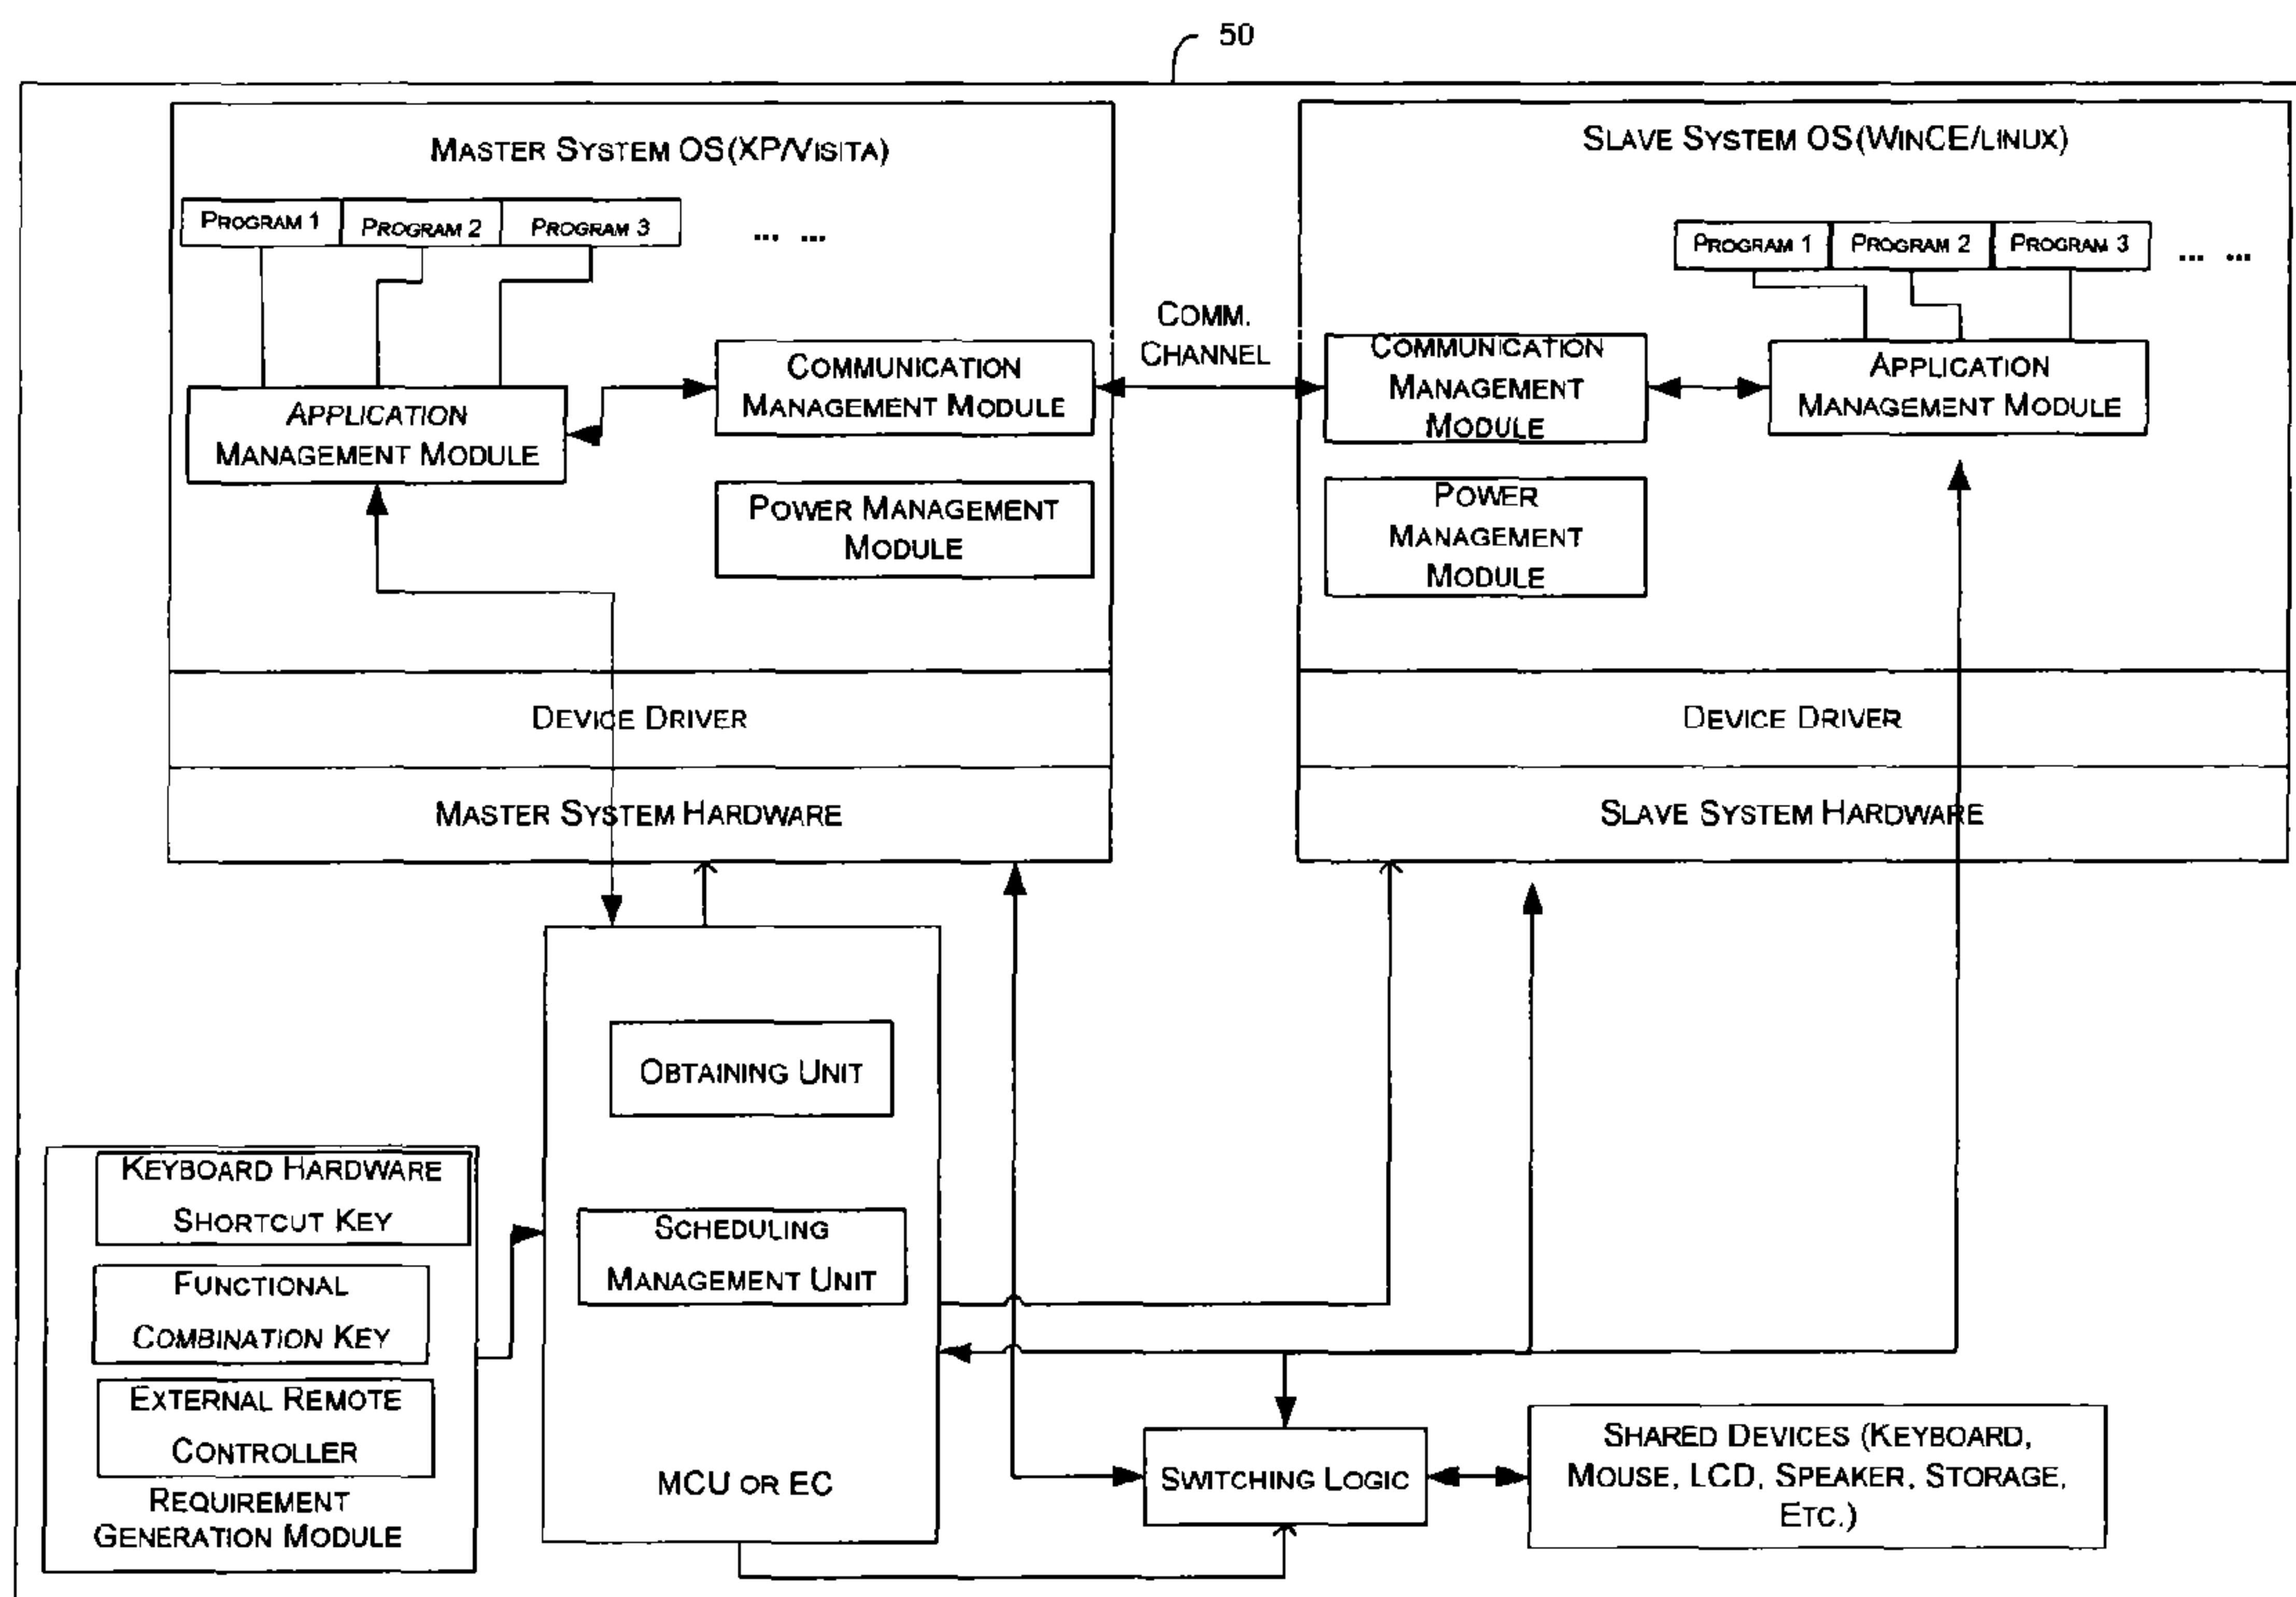 50
MASTER SYSTEM OS(XP/VISITA)
PROGRAM 1
PROGRAM 2
PROGRAM 3
... ...
APPLICATION
MANAGEMENT MODULE
COMMUNICATION
MANAGEMENT MODULE
POWER MANAGEMENT
MODULE
DEVICE DRIVER
MASTER SYSTEM HARDWARE
COMM.
CHANNEL
SLAVE SYSTEM OS(WINCE/LINUX)
PROGRAM 1
PROGRAM 2
PROGRAM 3
... ...
COMMUNICATION
MANAGEMENT
MODULE
APPLICATION
MANAGEMENT MODULE
POWER
MANAGEMENT
MODULE
DEVICE DRIVER
SLAVE SYSTEM HARDWARE
OBTAINING UNIT
SCHEDULING
MANAGEMENT UNIT
MCU OR EC
KEYBOARD HARDWARE
SHORTCUT KEY
FUNCTIONAL
COMBINATION KEY
EXTERNAL REMOTE
CONTROLLER
REQUIREMENT
GENERATION MODULE
SWITCHING LOGIC
SHARED DEVICES (KEYBOARD,
MOUSE, LCD, SPEAKER, STORAGE,
ETC.)